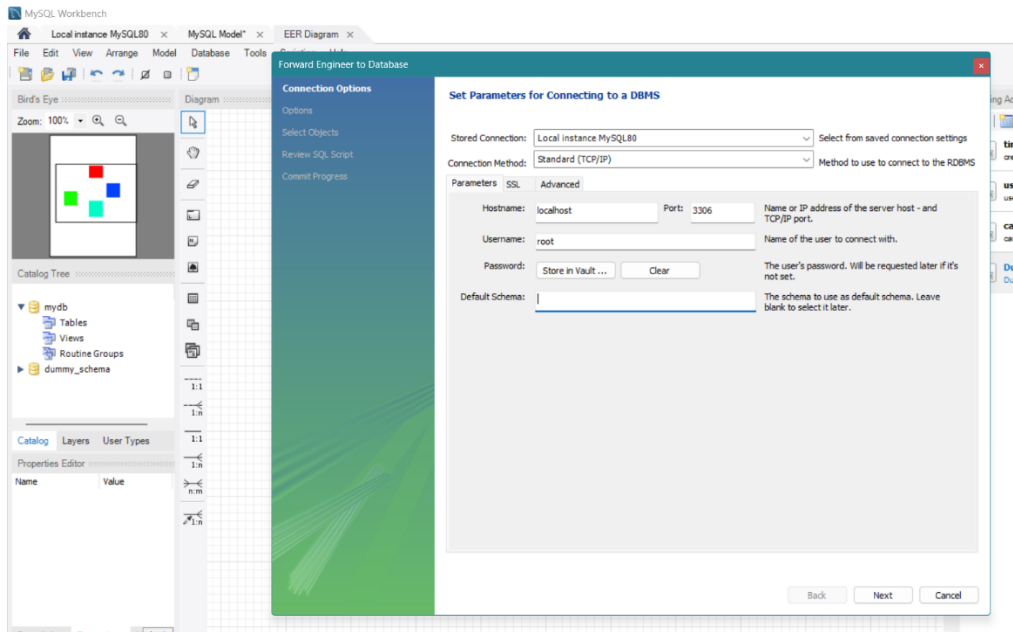 MySQL Workbench
Local instance MySQL80 × MySQL Model* × EER Diagram ×
File Edit View Arrange Model Database Tools
Forward Engineer to Database
Bird's Eye
Zoom: 100%
Diagram
Connection Options
Options
Select Objects
Review SQL Script
Commit Progress
Set Parameters for Connecting to a DBMS
Stored Connection: Local instance MySQL80 Select from saved connection settings
Connection Method: Standard (TCP/IP) Method to use to connect to the RDBMS
Parameters SSL Advanced
Hostname: localhost Port: 3306 Name or IP address of the server host - and
TCP/IP port.
Username: root Name of the user to connect with.
Password: Store in Vault ... Clear The user's password. Will be requested later if it's
not set.
Default Schema: The schema to use as default schema. Leave
blank to select it later.
Catalog Tree
mydb
Tables
Views
Routine Groups
dummy_schema
Catalog Layers User Types
Properties Editor
Name Value
1:1
1:n
1:1
1:n
n:m
1:n
Back Next Cancel